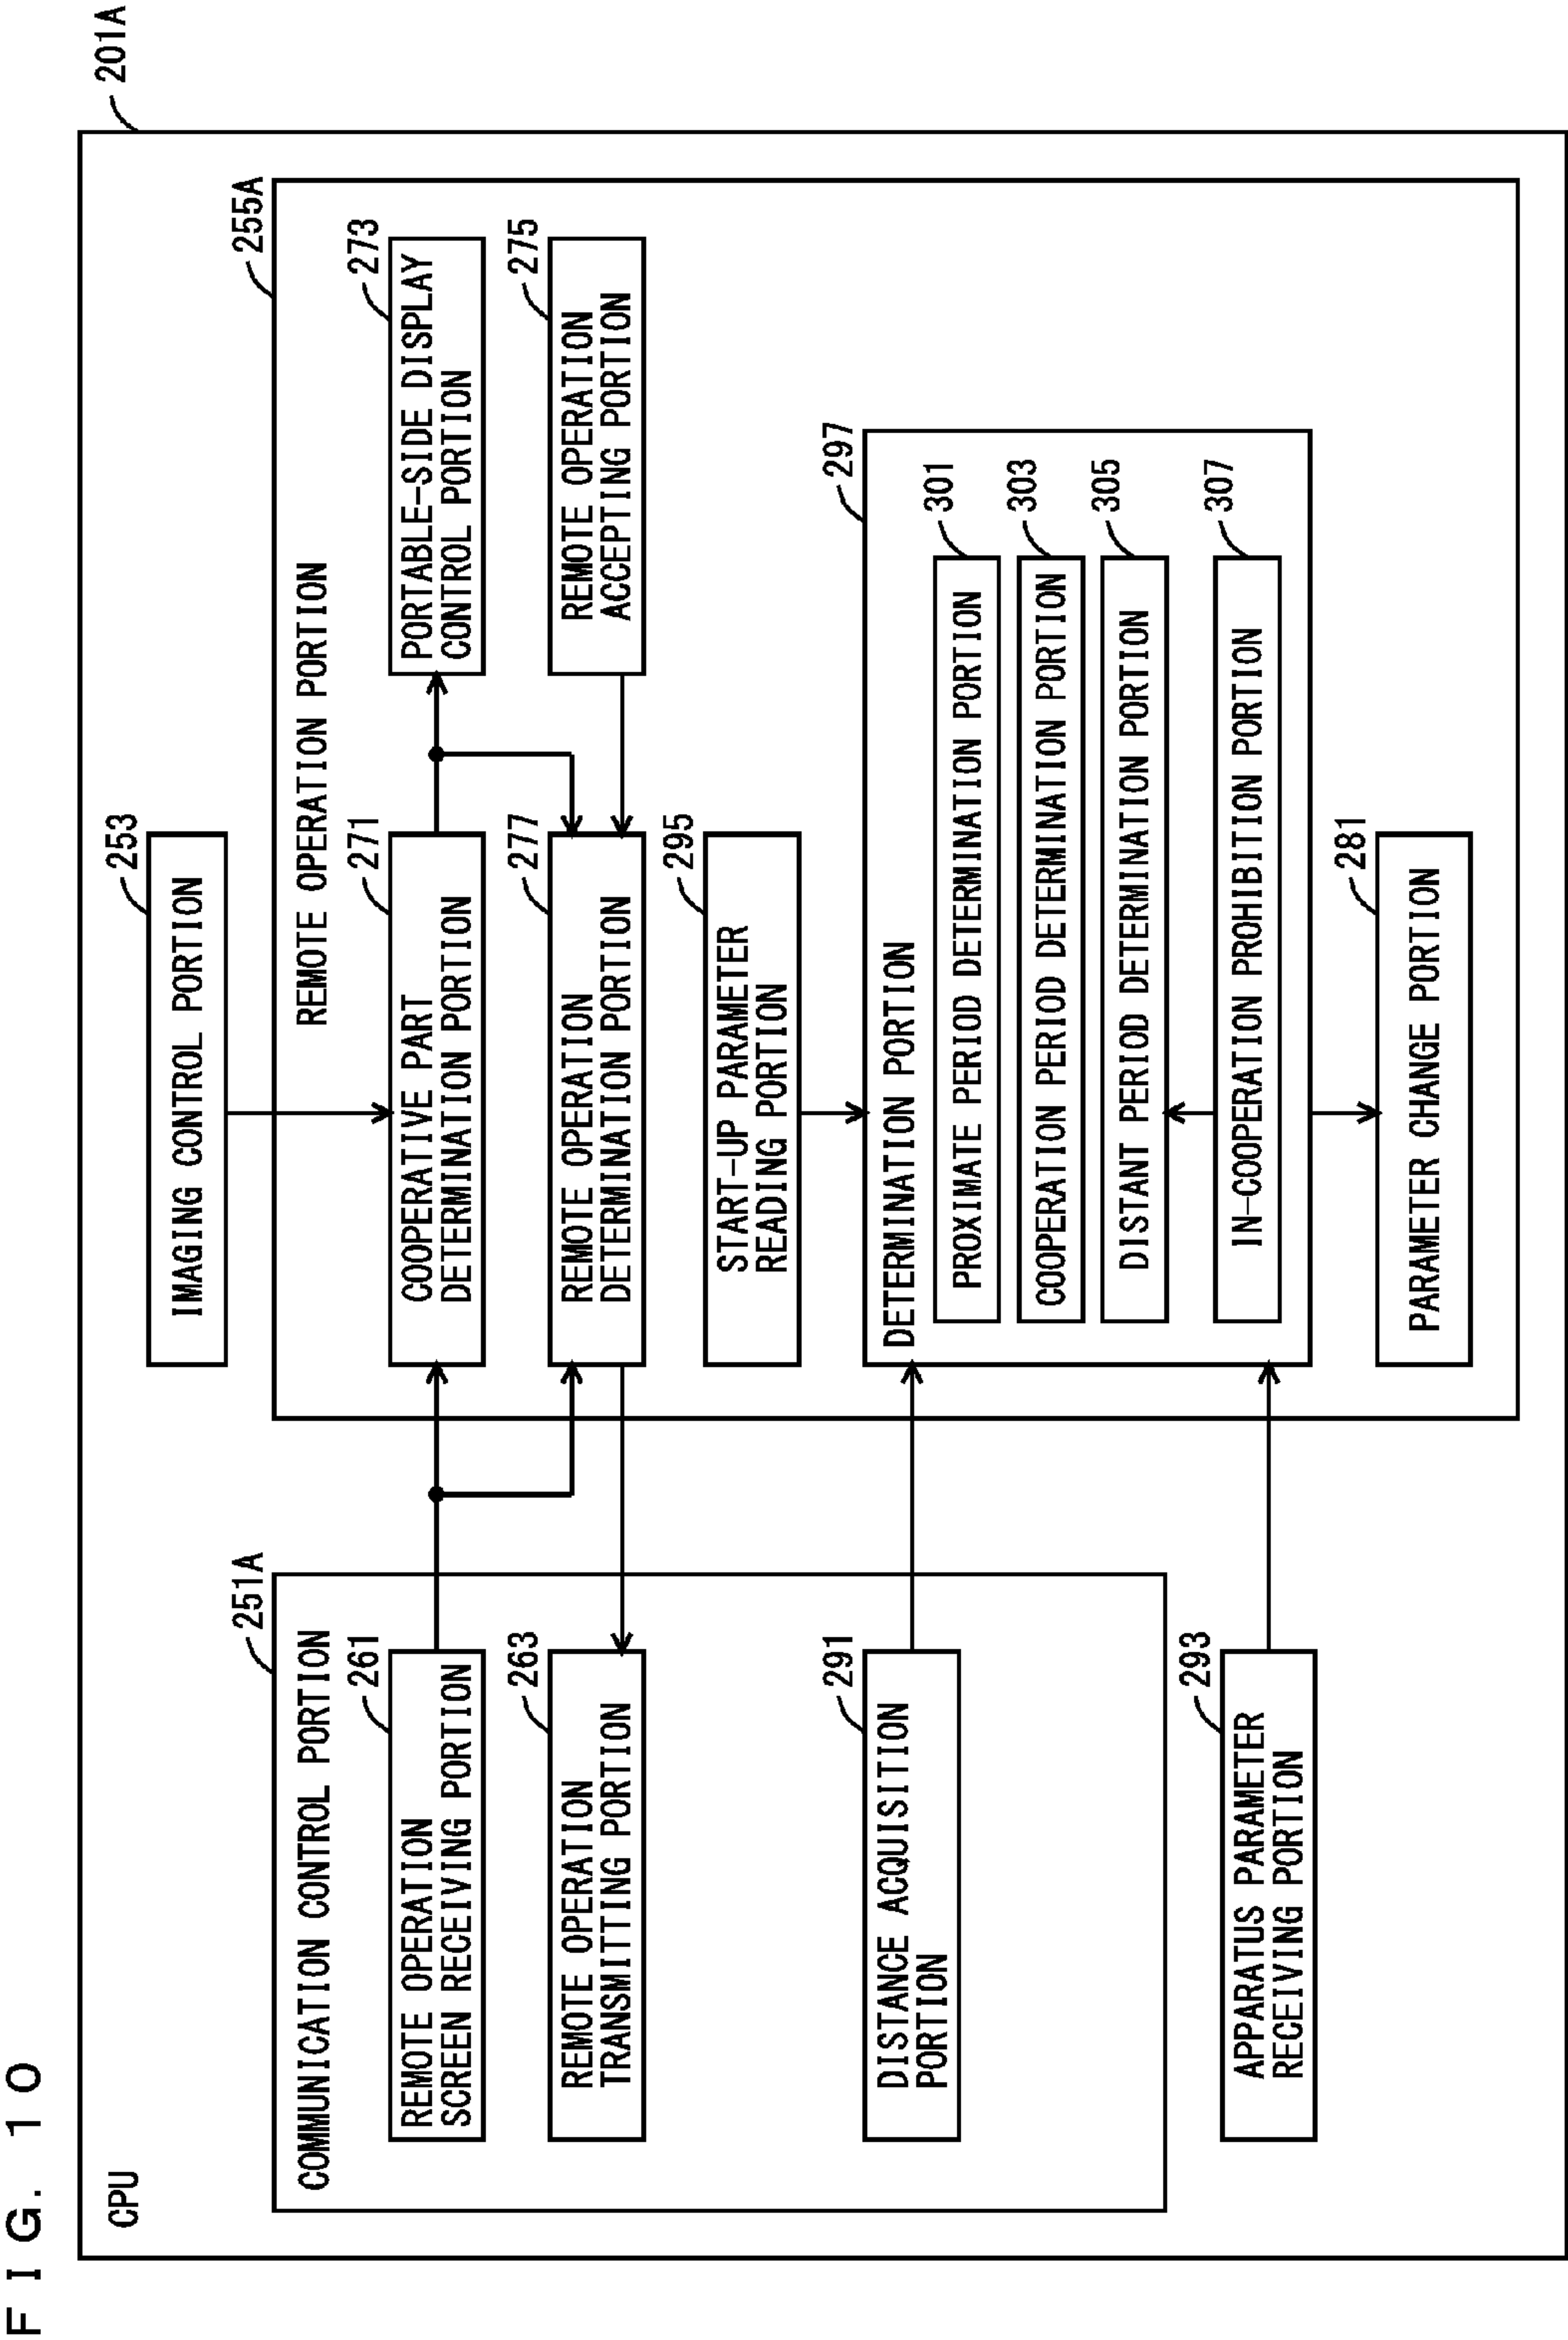 FIG. 10
CPU
201A
253
IMAGING CONTROL PORTION
251A
COMMUNICATION CONTROL PORTION
261
REMOTE OPERATION
SCREEN RECEIVING PORTION
263
REMOTE OPERATION
TRANSMITTING PORTION
291
DISTANCE ACQUISITION
PORTION
293
APPARATUS PARAMETER
RECEIVING PORTION
255A
REMOTE OPERATION PORTION
271
COOPERATIVE PART
DETERMINATION PORTION
273
PORTABLE-SIDE DISPLAY
CONTROL PORTION
277
REMOTE OPERATION
DETERMINATION PORTION
275
REMOTE OPERATION
ACCEPTING PORTION
295
START-UP PARAMETER
READING PORTION
297
DETERMINATION PORTION
301
PROXIMATE PERIOD DETERMINATION PORTION
303
COOPERATION PERIOD DETERMINATION PORTION
305
DISTANT PERIOD DETERMINATION PORTION
307
IN-COOPERATION PROHIBITION PORTION
281
PARAMETER CHANGE PORTION